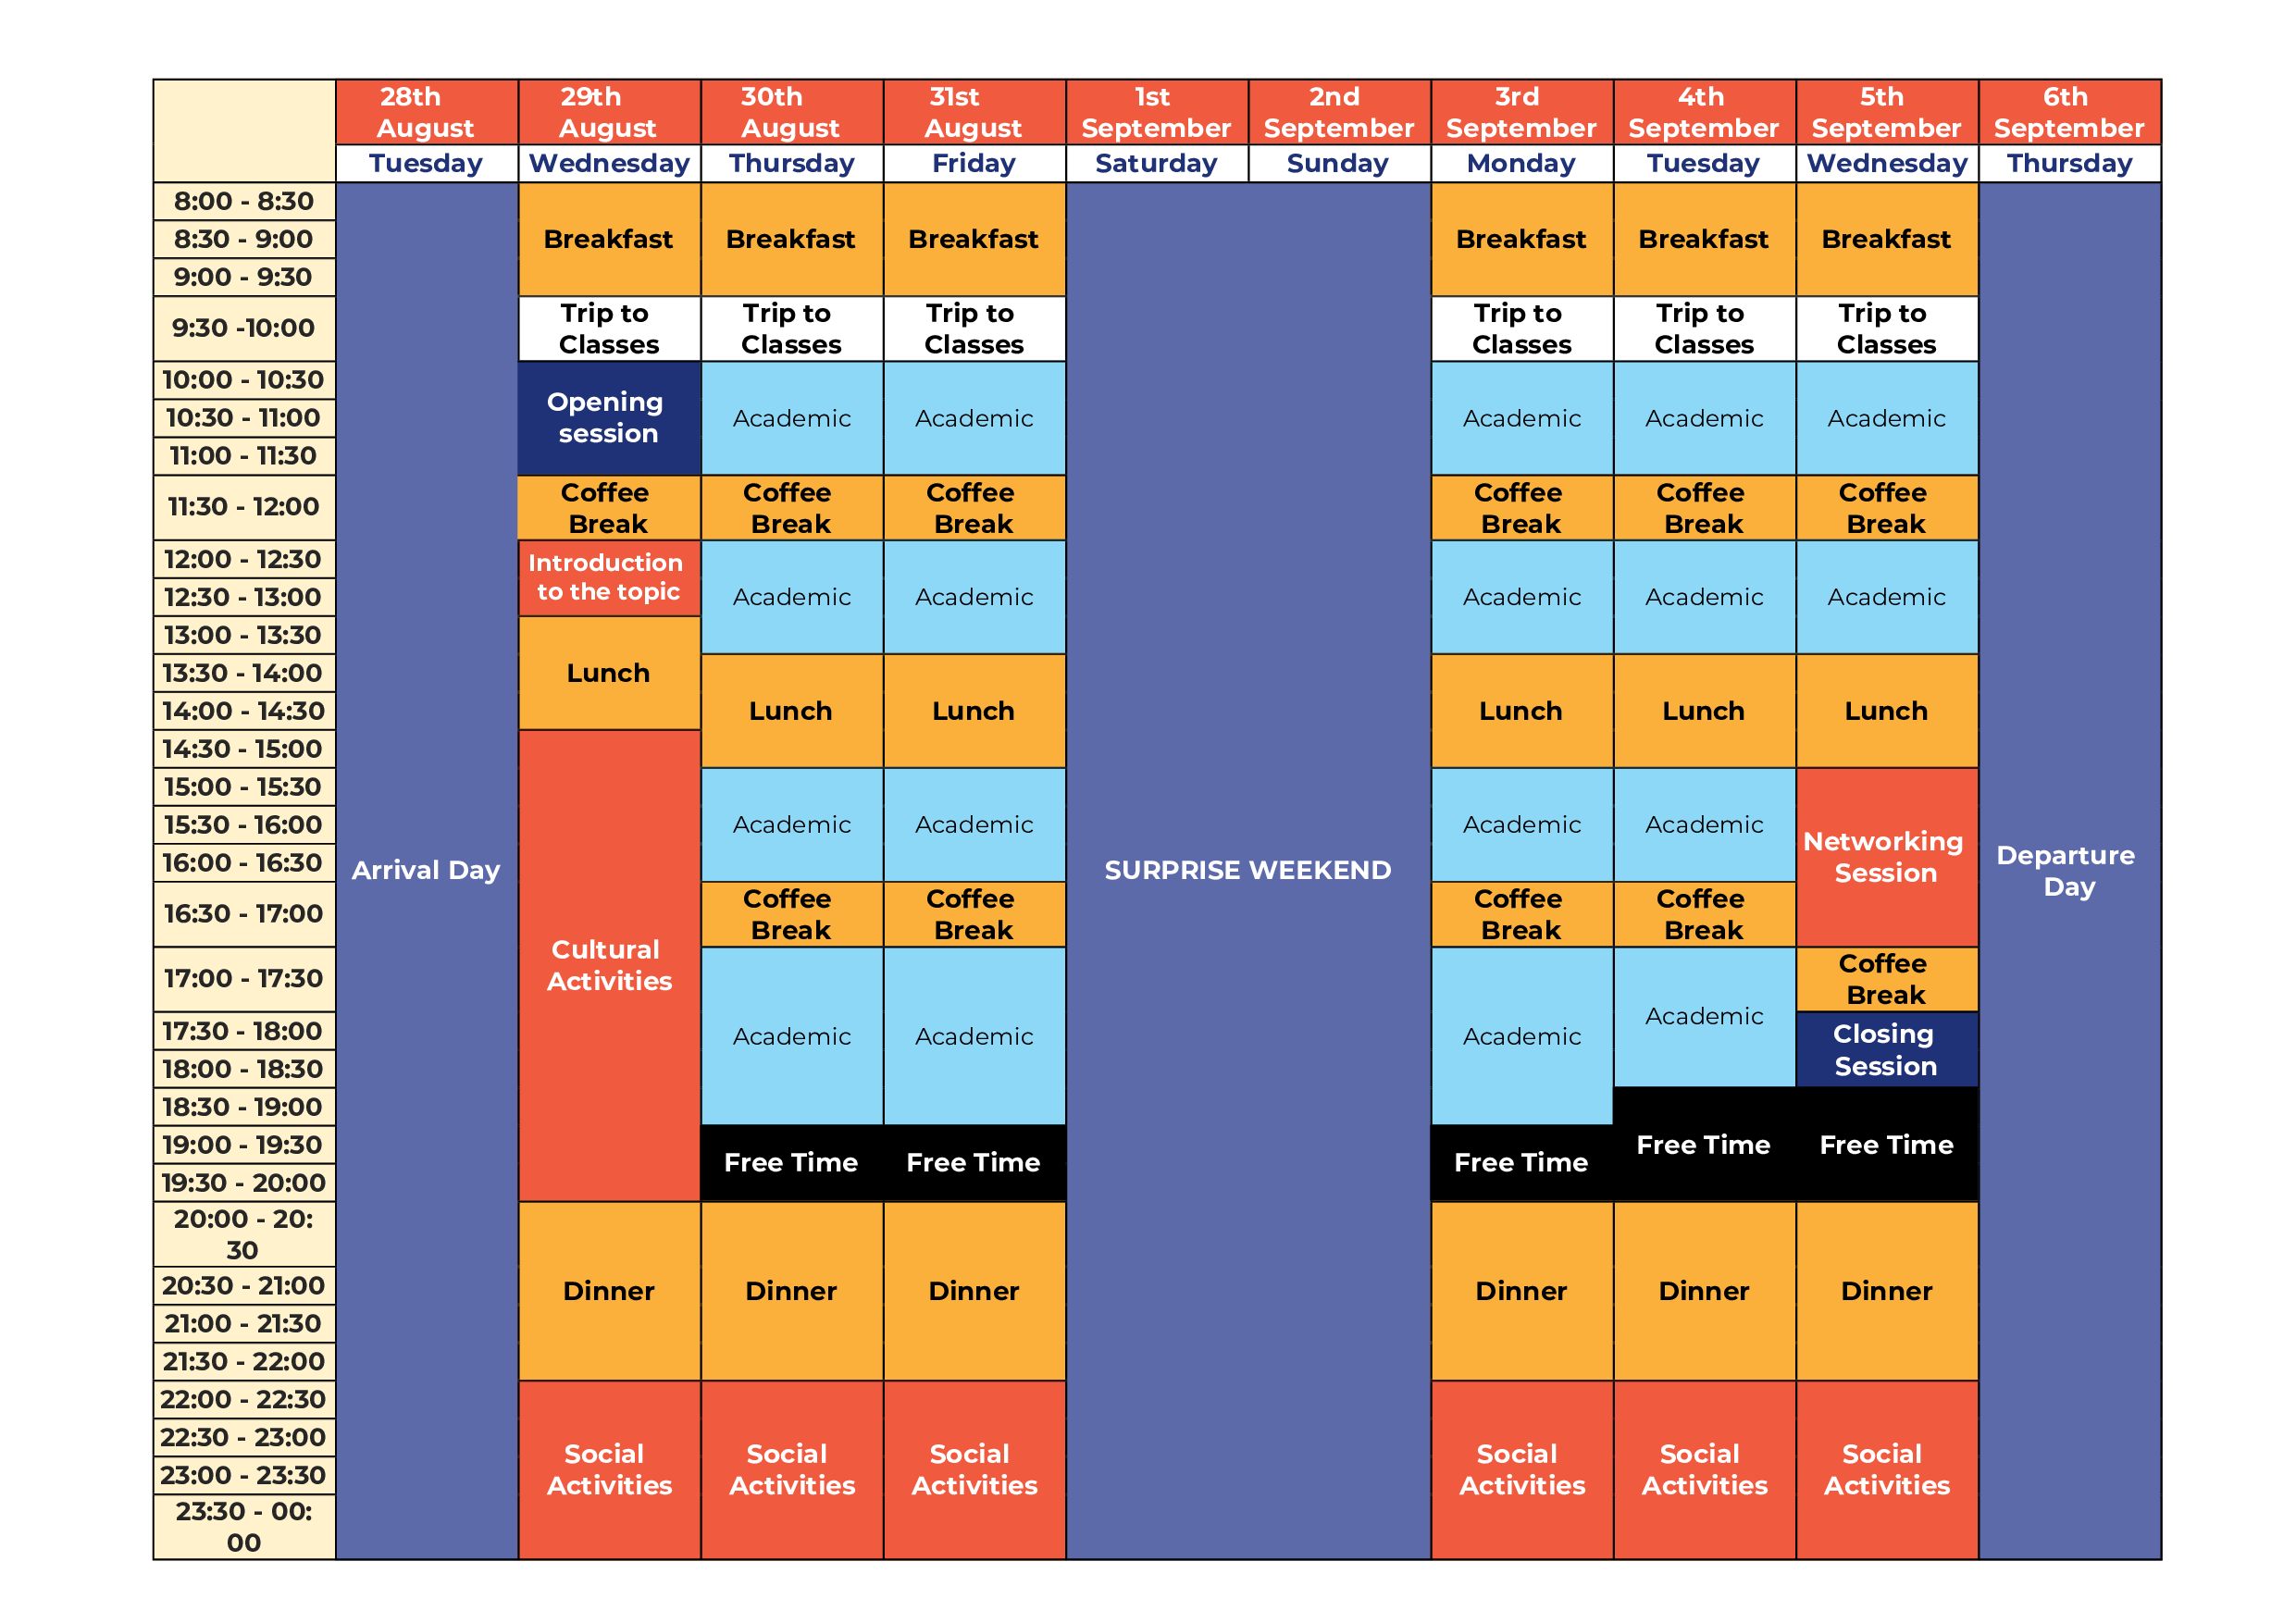 28th August 29th August 30th August 31st August 1st September 2nd September 3rd September 4th September 5th September 6th September
Tuesday Wednesday Thursday Friday Saturday Sunday Monday Tuesday Wednesday Thursday
8:00 - 8:30
8:30 - 9:00 Breakfast Breakfast Breakfast Breakfast Breakfast Breakfast
9:00 - 9:30
9:30 -10:00 Trip to Classes Trip to Classes Trip to Classes Trip to Classes Trip to Classes Trip to Classes
10:00 - 10:30
10:30 - 11:00 Opening session Academic Academic Academic Academic Academic
11:00 - 11:30
11:30 - 12:00 Coffee Break Coffee Break Coffee Break Coffee Break Coffee Break Coffee Break
12:00 - 12:30 Introduction to the topic
12:30 - 13:00 Academic Academic Academic Academic Academic
13:00 - 13:30
13:30 - 14:00 Lunch
14:00 - 14:30 Lunch Lunch Lunch Lunch Lunch
14:30 - 15:00
15:00 - 15:30
15:30 - 16:00 Academic Academic Academic Academic Networking Session
16:00 - 16:30 Arrival Day SURPRISE WEEKEND Departure Day
16:30 - 17:00 Coffee Break Coffee Break Coffee Break Coffee Break
17:00 - 17:30 Cultural Activities Coffee Break
17:30 - 18:00 Academic Academic Academic Academic Closing Session
18:00 - 18:30
18:30 - 19:00
19:00 - 19:30 Free Time Free Time Free Time Free Time Free Time
19:30 - 20:00
20:00 - 20:
30
20:30 - 21:00 Dinner Dinner Dinner Dinner Dinner Dinner
21:00 - 21:30
21:30 - 22:00
22:00 - 22:30
22:30 - 23:00 Social Activities Social Activities Social Activities Social Activities Social Activities Social Activities
23:00 - 23:30
23:30 - 00:
00